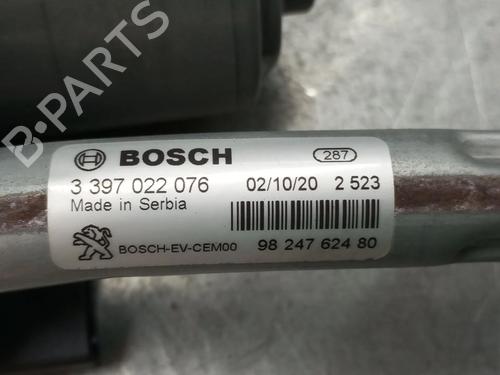 B-PARTS
BOSCH 287
3 397 022 076 02/10/20 2 523
Made in Serbia
BOSCH-EV-CEM00 98 247 624 80